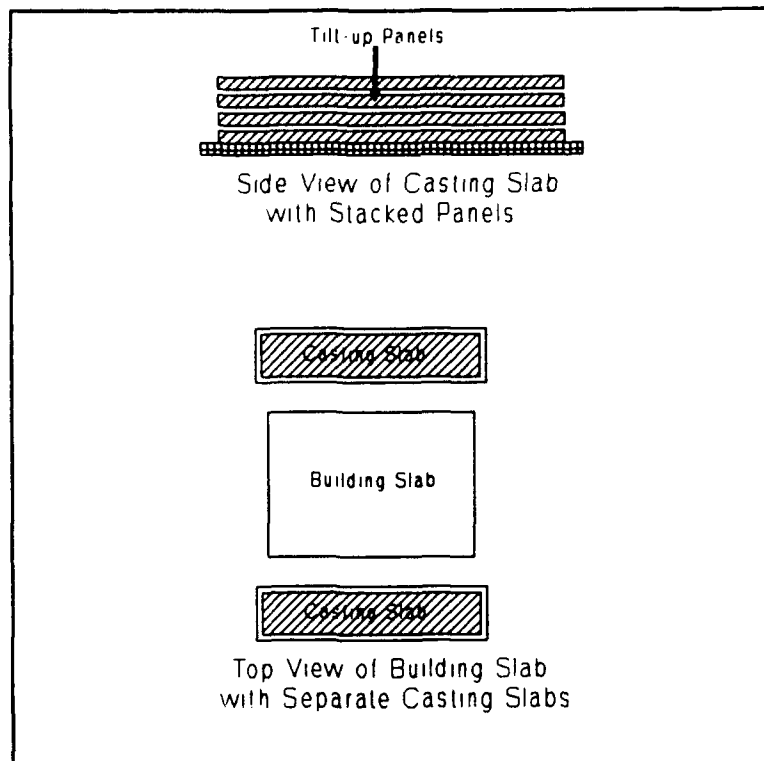 Tilt-up Panels
Side View of Casting Slab
with Stacked Panels
Casting Slab
Building Slab
Casting Slab
Top View of Building Slab
with Separate Casting Slabs